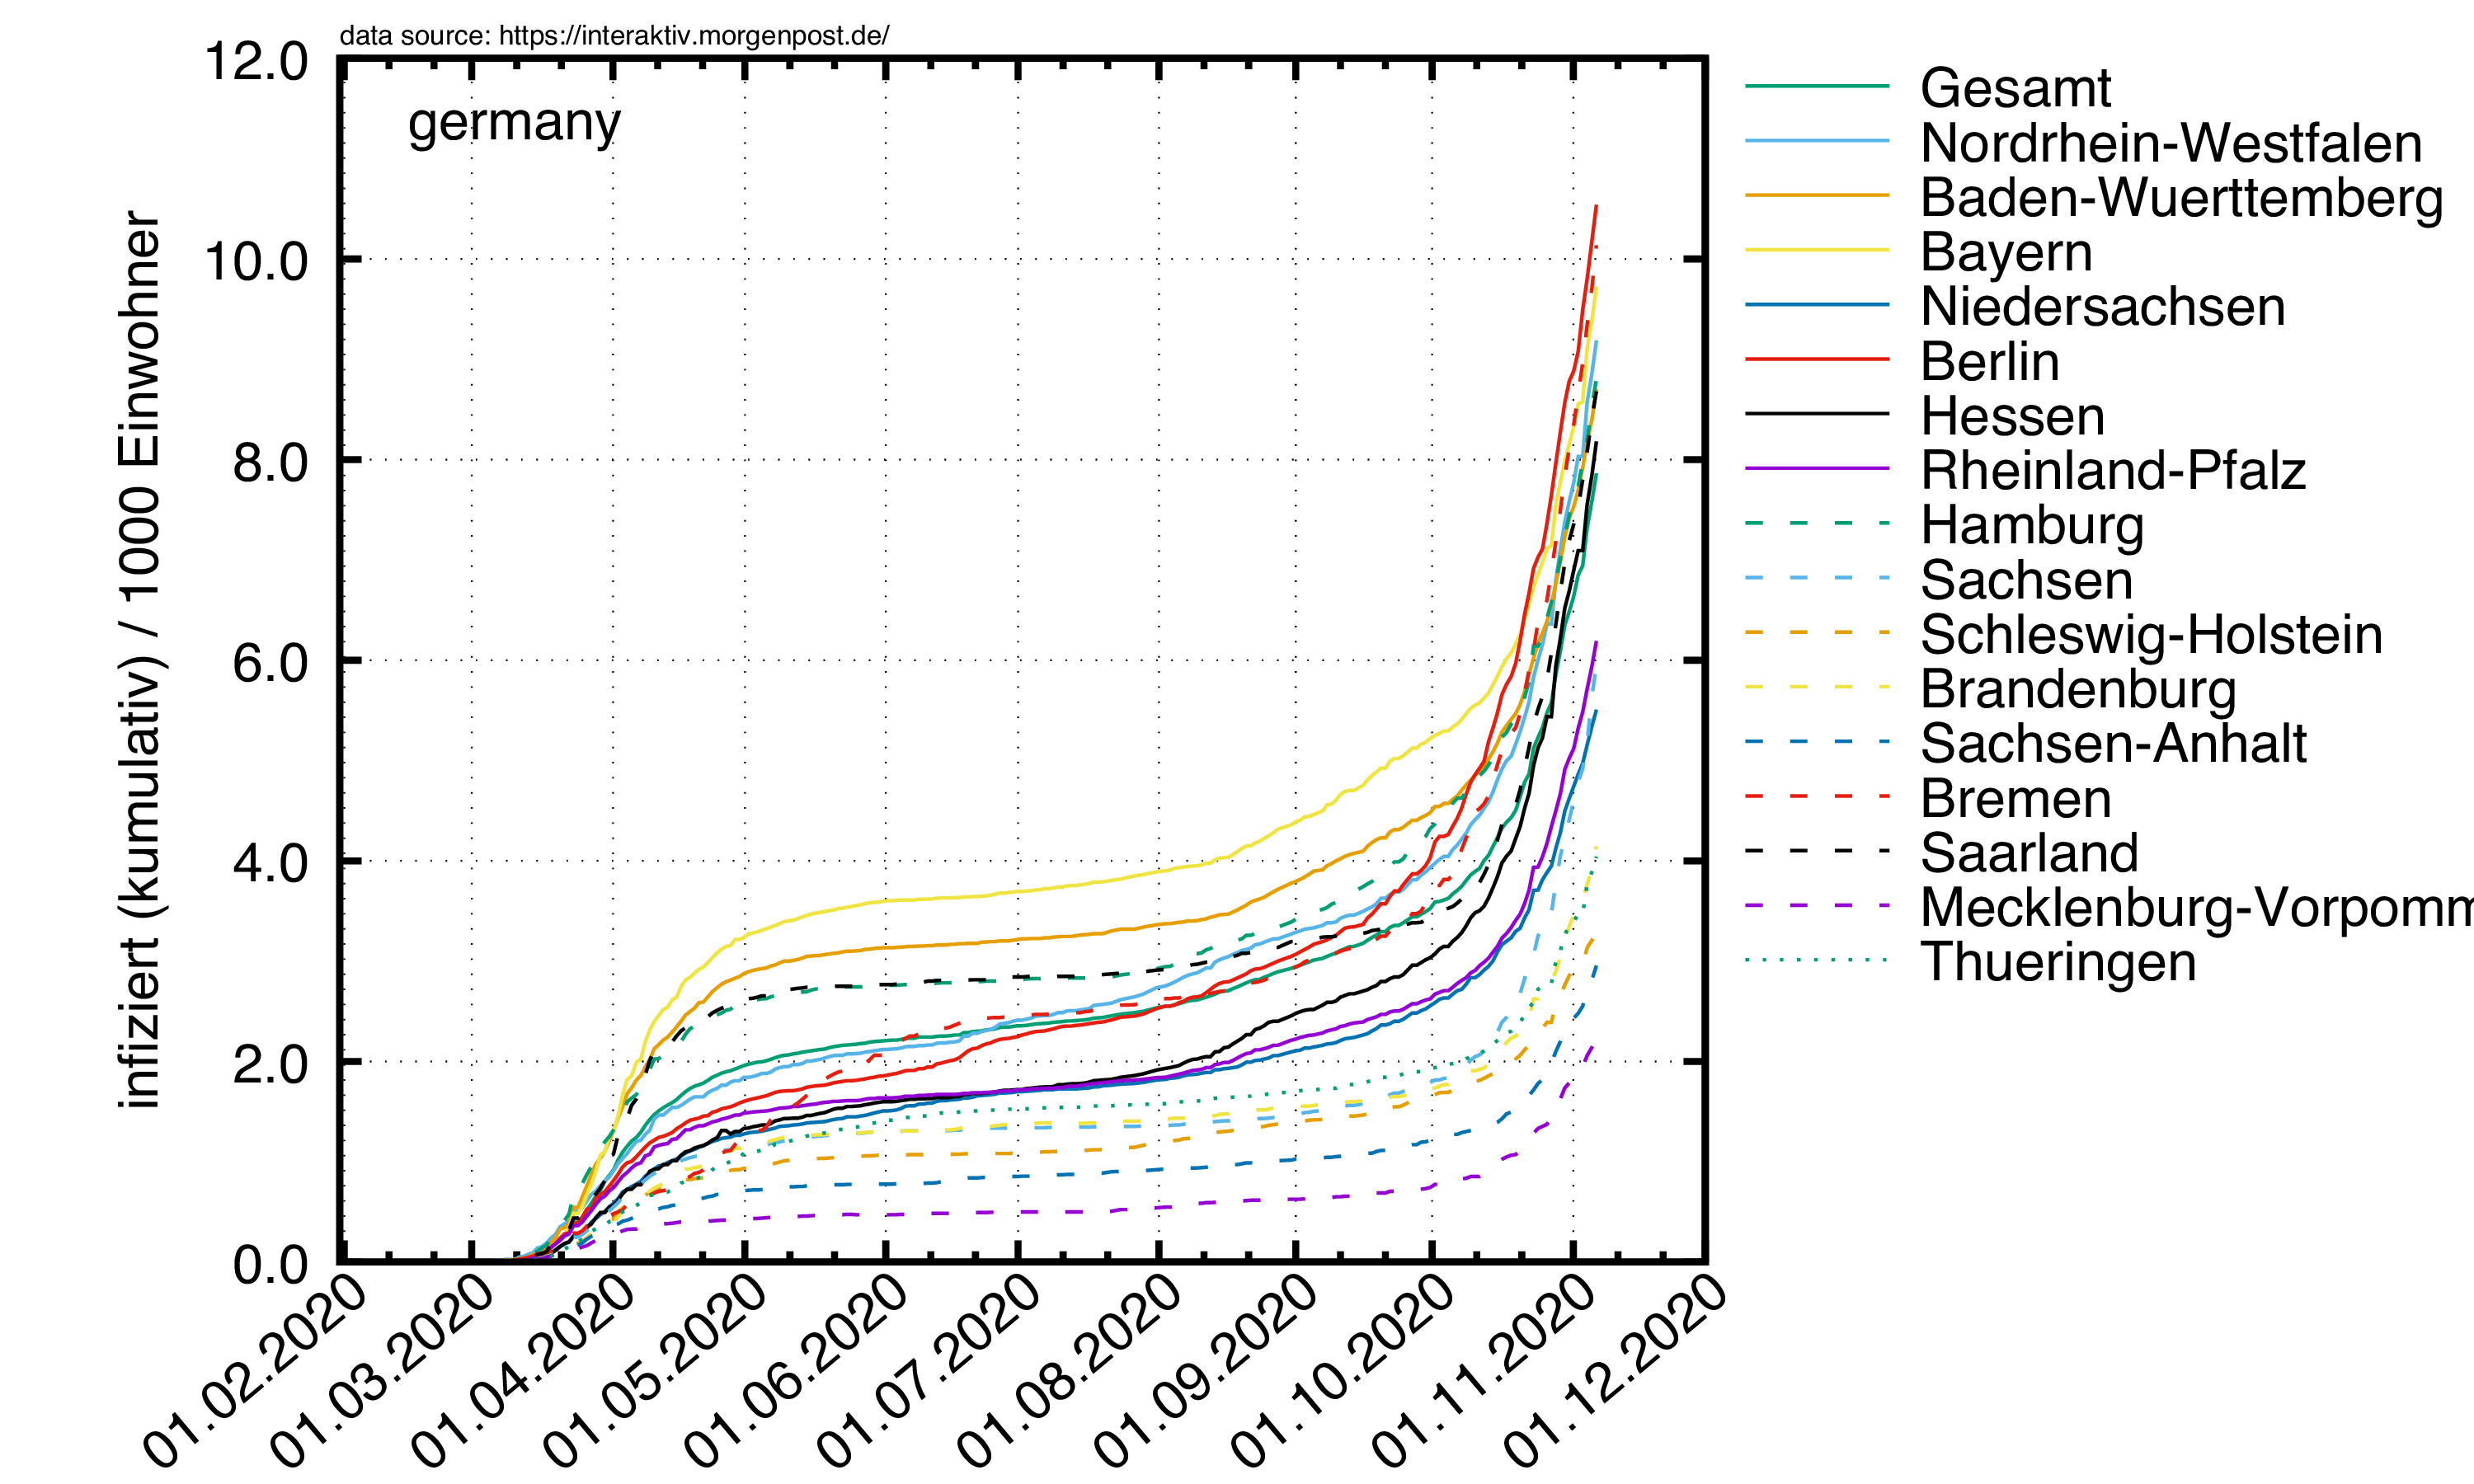 data source: https://interaktiv.morgenpost.de/
germany
infiziert (kumulativ) / 1000 Einwohner
12.0
10.0
8.0
6.0
4.0
2.0
0.0
01.02.2020
01.03.2020
01.04.2020
01.05.2020
01.06.2020
01.07.2020
01.08.2020
01.09.2020
01.10.2020
01.11.2020
01.12.2020
Gesamt
Nordrhein-Westfalen
Baden-Wuerttemberg
Bayern
Niedersachsen
Berlin
Hessen
Rheinland-Pfalz
Hamburg
Sachsen
Schleswig-Holstein
Brandenburg
Sachsen-Anhalt
Bremen
Saarland
Mecklenburg-Vorpomm
Thueringen